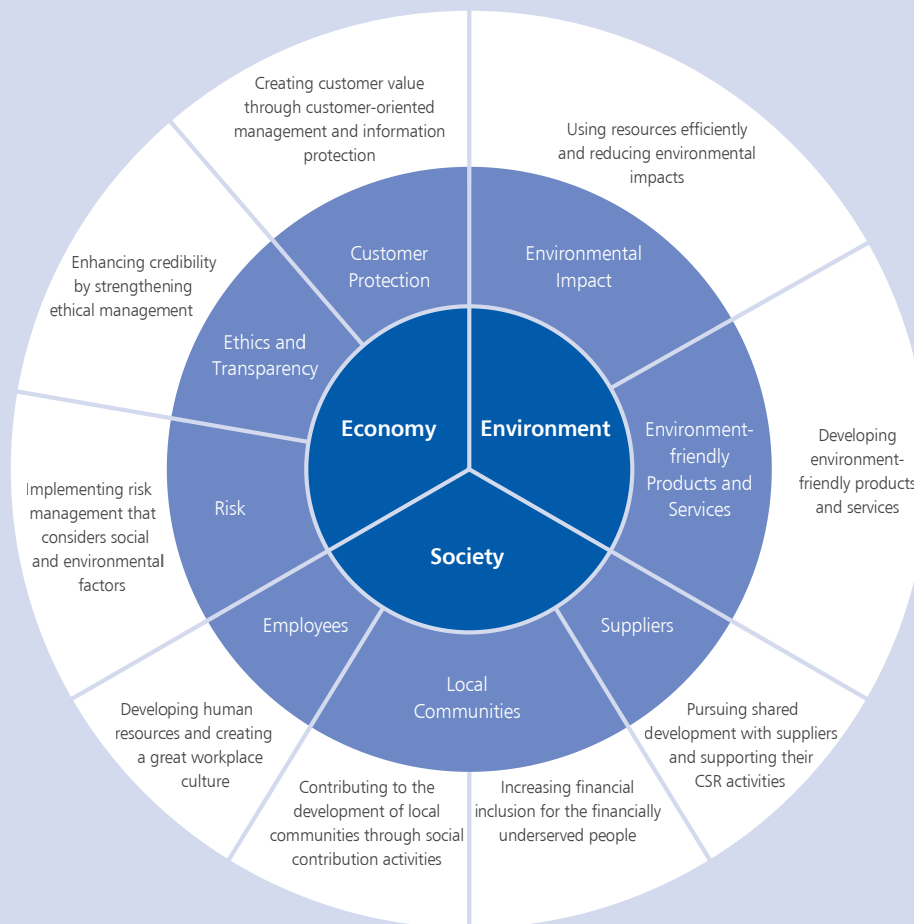 Creating customer value
through customer-oriented
management and information
protection
Using resources efficiently
and reducing environmental
impacts
Customer
Protection
Environmental
Impact
Enhancing credibility
by strengthening
ethical management
Ethics and
Transparency
Economy
Environment
Environment-
friendly
Products and
Services
Developing
environment-
friendly products
and services
Implementing risk
management that
considers social
and environmental
factors
Risk
Society
Employees
Suppliers
Local
Communities
Developing human
resources and creating
a great workplace
culture
Pursuing shared
development with suppliers
and supporting their
CSR activities
Contributing to the
development of local
communities through social
contribution activities
Increasing financial
inclusion for the financially
underserved people